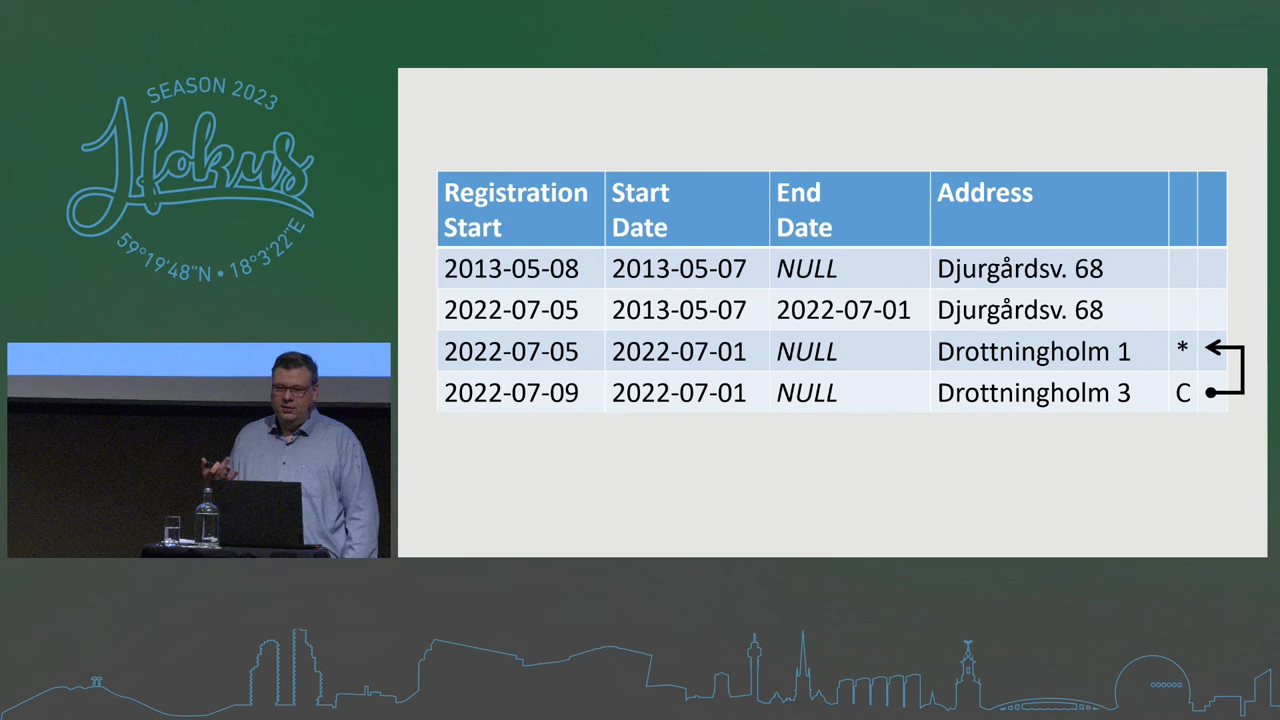 SEASON 2023
Jfokus
59°19'48"N • 18°3'22"E
Registration Start Start Date End Date Address
2013-05-08 2013-05-07 NULL Djurgårdsv. 68
2022-07-05 2013-05-07 2022-07-01 Djurgårdsv. 68
2022-07-05 2022-07-01 NULL Drottningholm 1 *
2022-07-09 2022-07-01 NULL Drottningholm 3 C